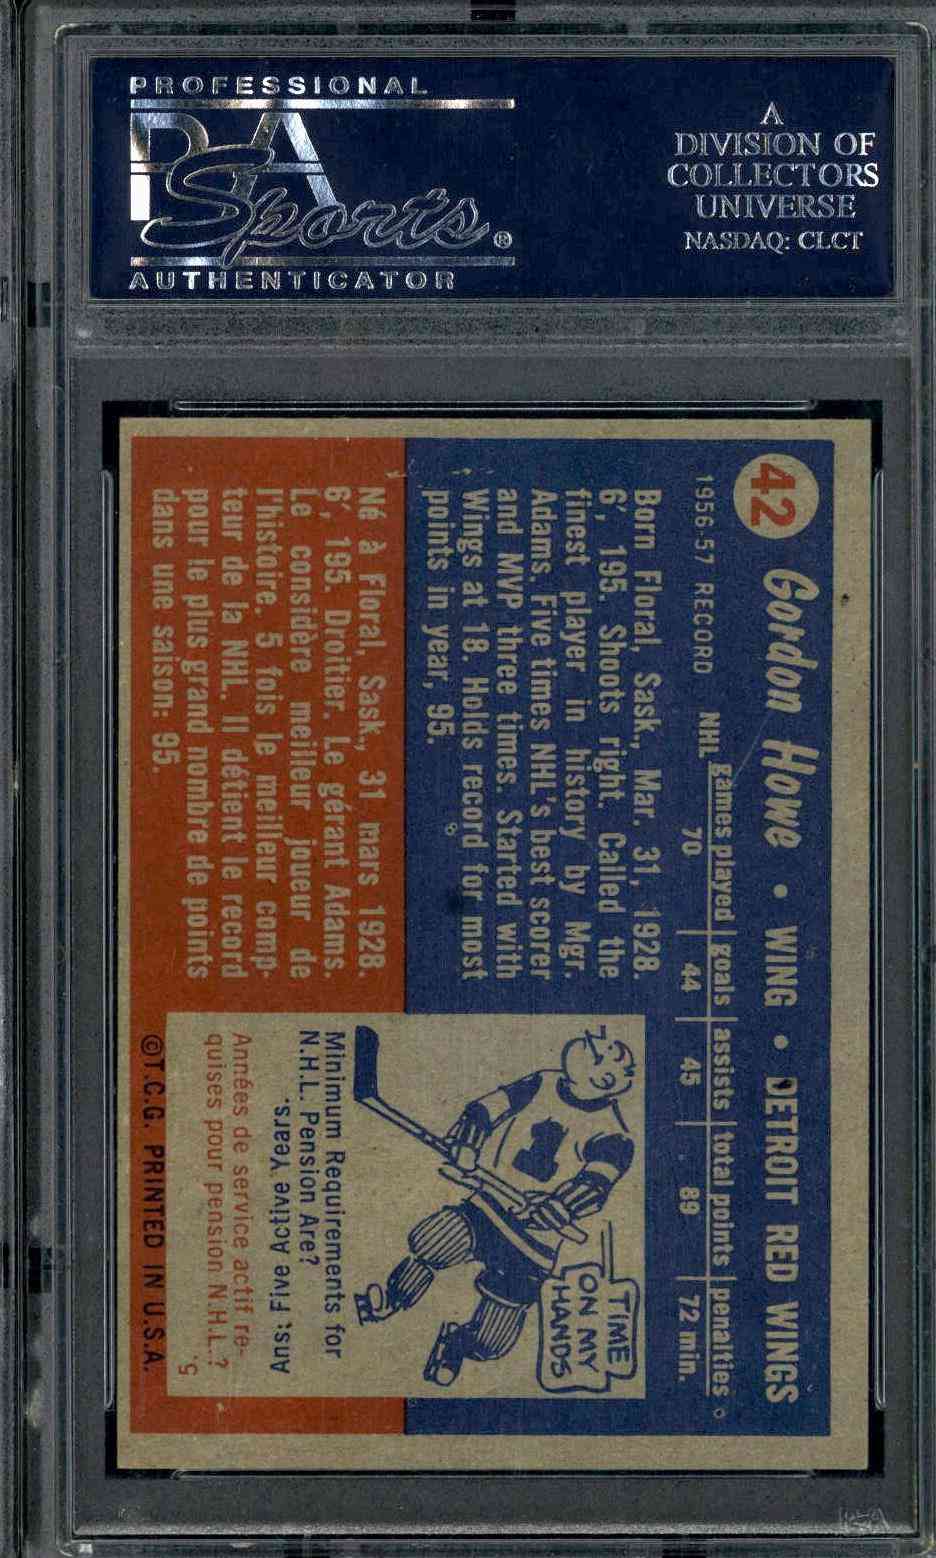 PROFESSIONAL
PSA
Sports®
AUTHENTICATOR
A
DIVISION OF
COLLECTORS
UNIVERSE
NASDAQ: CLCT
42
Gordon Howe • WING • DETROIT RED WINGS
games played goals assists total points penalties
1956-57 RECORD NHL 70 44 45 89 72 min.
Born Floral, Sask., Mar. 31, 1928.
6', 195. Shoots right. Called the
finest player in history by Mgr.
Adams. Five times NHL's best scorer
and MVP three times. Started with
Wings at 18. Holds record for most
points in year, 95.
Né à Floral, Sask., 31 mars 1928.
6', 195. Droitier. Le gérant Adams.
Le considère meilleur joueur de
l'histoire. 5 fois le meilleur comp-
teur de la NHL. Il détient le record
pour le plus grand nombre de points
dans une saison: 95.
TIME
ON MY
HANDS
Minimum Requirements for
N.H.L. Pension Are?
Ans: Five Active Years.
Années de service actif re-
quises pour pension N.H.L.?
5.
©T.C.G. PRINTED IN U.S.A.
PSA